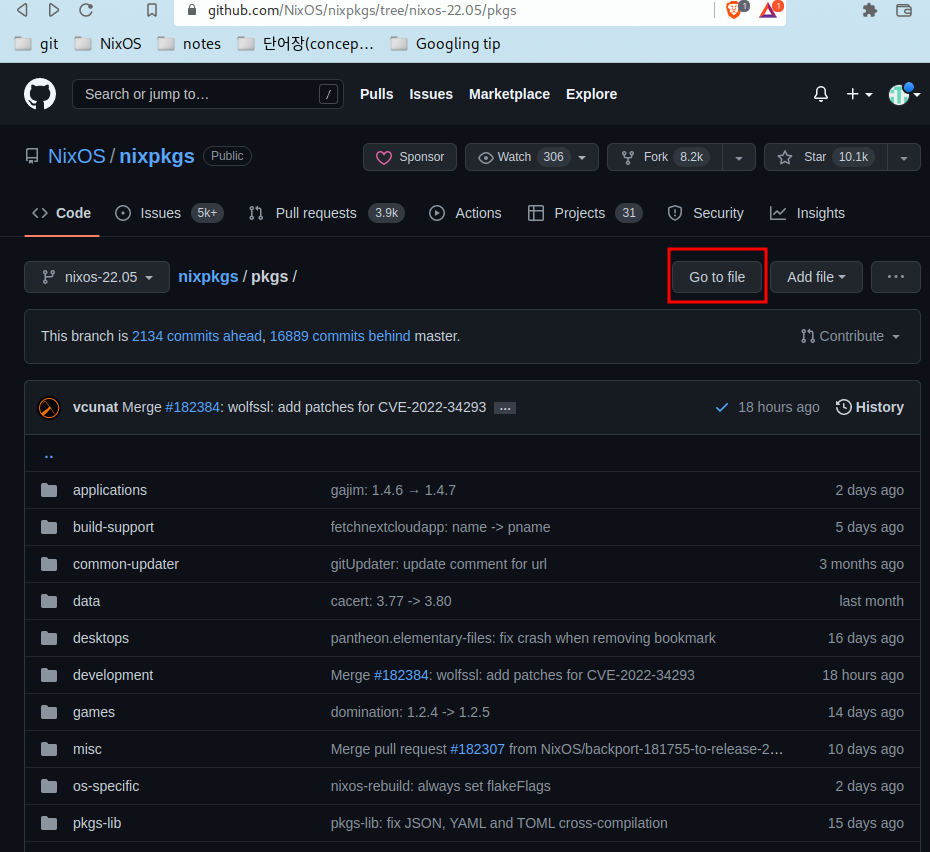 github.com/NixOS/nixpkgs/tree/nixos-22.05/pkgs 1 1
git NixOS notes 단어장(concep… Googling tip
Search or jump to… / Pulls Issues Marketplace Explore
NixOS / nixpkgs Public Sponsor Watch 306 Fork 8.2k Star 10.1k
Code Issues 5k+ Pull requests 3.9k Actions Projects 31 Security Insights
nixos-22.05 nixpkgs / pkgs / Go to file Add file ···
This branch is 2134 commits ahead, 16889 commits behind master. Contribute
vcunat Merge #182384: wolfssl: add patches for CVE-2022-34293 … 18 hours ago History
..
applications gajim: 1.4.6 → 1.4.7 2 days ago
build-support fetchnextcloudapp: name -> pname 5 days ago
common-updater gitUpdater: update comment for url 3 months ago
data cacert: 3.77 -> 3.80 last month
desktops pantheon.elementary-files: fix crash when removing bookmark 16 days ago
development Merge #182384: wolfssl: add patches for CVE-2022-34293 18 hours ago
games domination: 1.2.4 -> 1.2.5 14 days ago
misc Merge pull request #182307 from NixOS/backport-181755-to-release-2… 10 days ago
os-specific nixos-rebuild: always set flakeFlags 2 days ago
pkgs-lib pkgs-lib: fix JSON, YAML and TOML cross-compilation 15 days ago